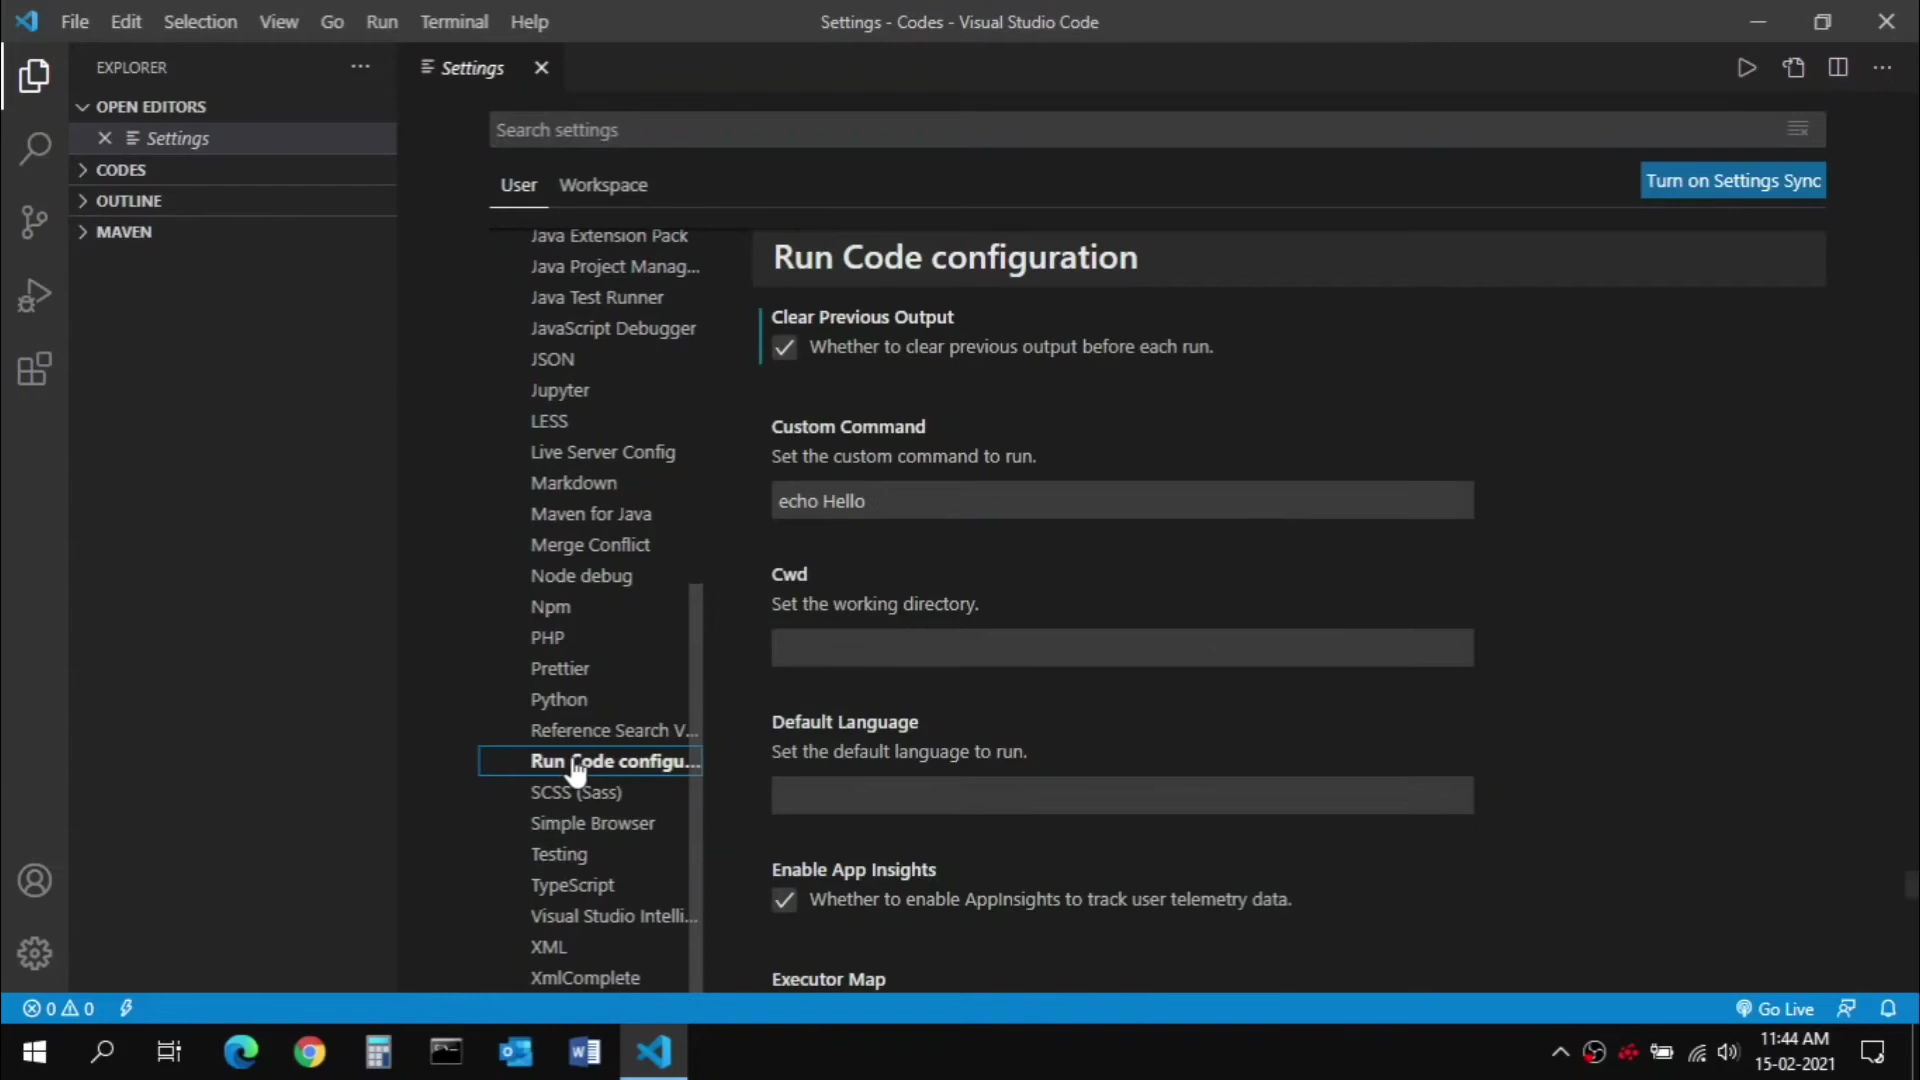 File Edit Selection View Go Run Terminal Help
Settings - Codes - Visual Studio Code
EXPLORER
Settings
OPEN EDITORS
Settings
CODES
OUTLINE
MAVEN
Search settings
User Workspace
Turn on Settings Sync
Java Extension Pack
Java Project Manag...
Java Test Runner
JavaScript Debugger
JSON
Jupyter
LESS
Live Server Config
Markdown
Maven for Java
Merge Conflict
Node debug
Npm
PHP
Prettier
Python
Reference Search V...
Run Code configu...
SCSS (Sass)
Simple Browser
Testing
TypeScript
Visual Studio Intelli...
XML
XmlComplete
Run Code configuration
Clear Previous Output
Whether to clear previous output before each run.
Custom Command
Set the custom command to run.
echo Hello
Cwd
Set the working directory.
Default Language
Set the default language to run.
Enable App Insights
Whether to enable AppInsights to track user telemetry data.
Executor Map
0 0
Go Live
11:44 AM
15-02-2021